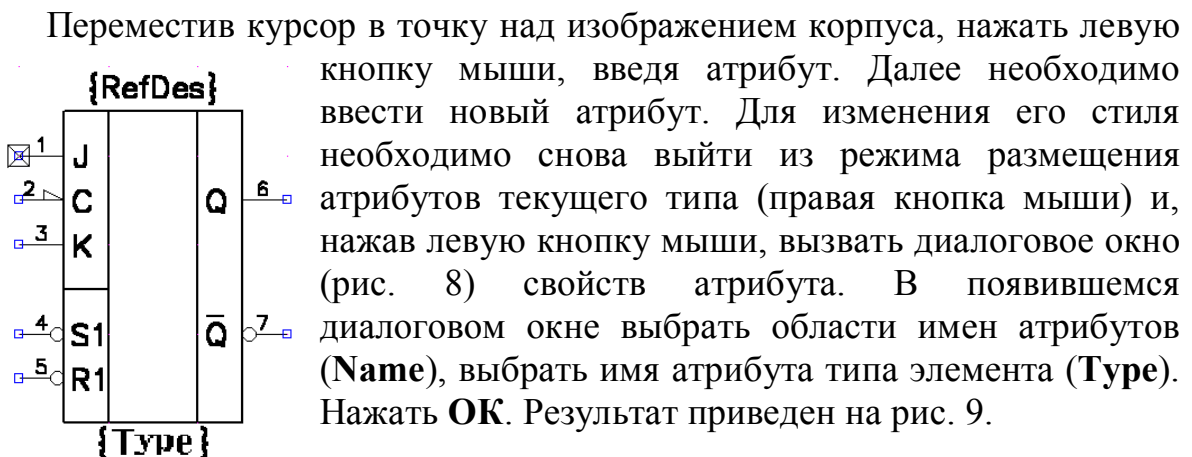 Переместив курсор в точку над изображением корпуса, нажать левую
кнопку мыши, введя атрибут. Далее необходимо
ввести новый атрибут. Для изменения его стиля
необходимо снова выйти из режима размещения
атрибутов текущего типа (правая кнопка мыши) и,
нажав левую кнопку мыши, вызвать диалоговое окно
(рис. 8) свойств атрибута. В появившемся
диалоговом окне выбрать области имен атрибутов
(Name), выбрать имя атрибута типа элемента (Type).
Нажать OK. Результат приведен на рис. 9.
{RefDes}
1 J
2 C Q 6
3 K
4 S1 Q̅ 7
5 R1
{Type}